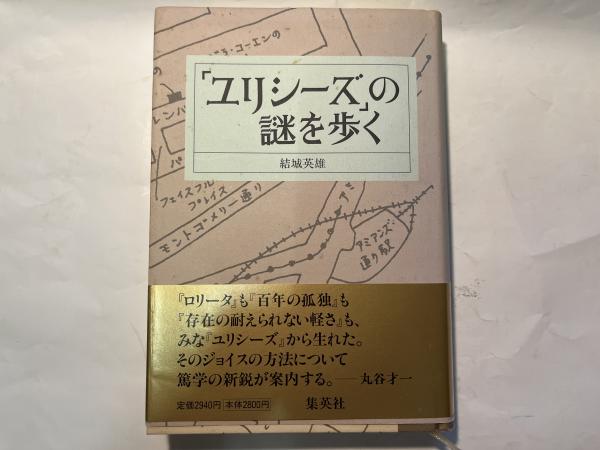 ・コーエンの
「ユリシーズ」の
謎を歩く
結城英雄
フェイスフル
プレイス
モントゴメリー通り
アミアンズ
通り駅
『ロリータ』も『百年の孤独』も
『存在の耐えられない軽さ』も、
みな『ユリシーズ』から生れた。
そのジョイスの方法について
篤学の新鋭が案内する。——丸谷才一
定価2940円 本体2800円
集英社